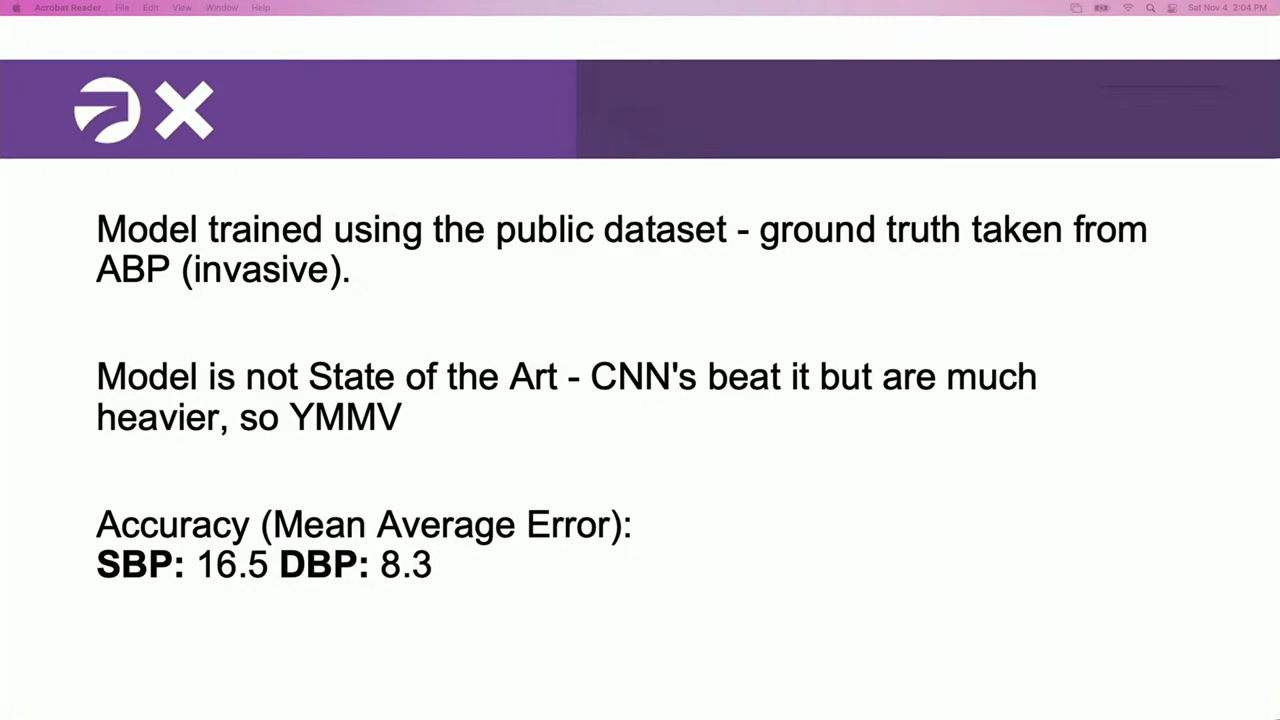 Acrobat Reader File Edit View Window Help Sat Nov 4 2:04 PM
Model trained using the public dataset - ground truth taken from
ABP (invasive).
Model is not State of the Art - CNN's beat it but are much
heavier, so YMMV
Accuracy (Mean Average Error):
SBP: 16.5 DBP: 8.3